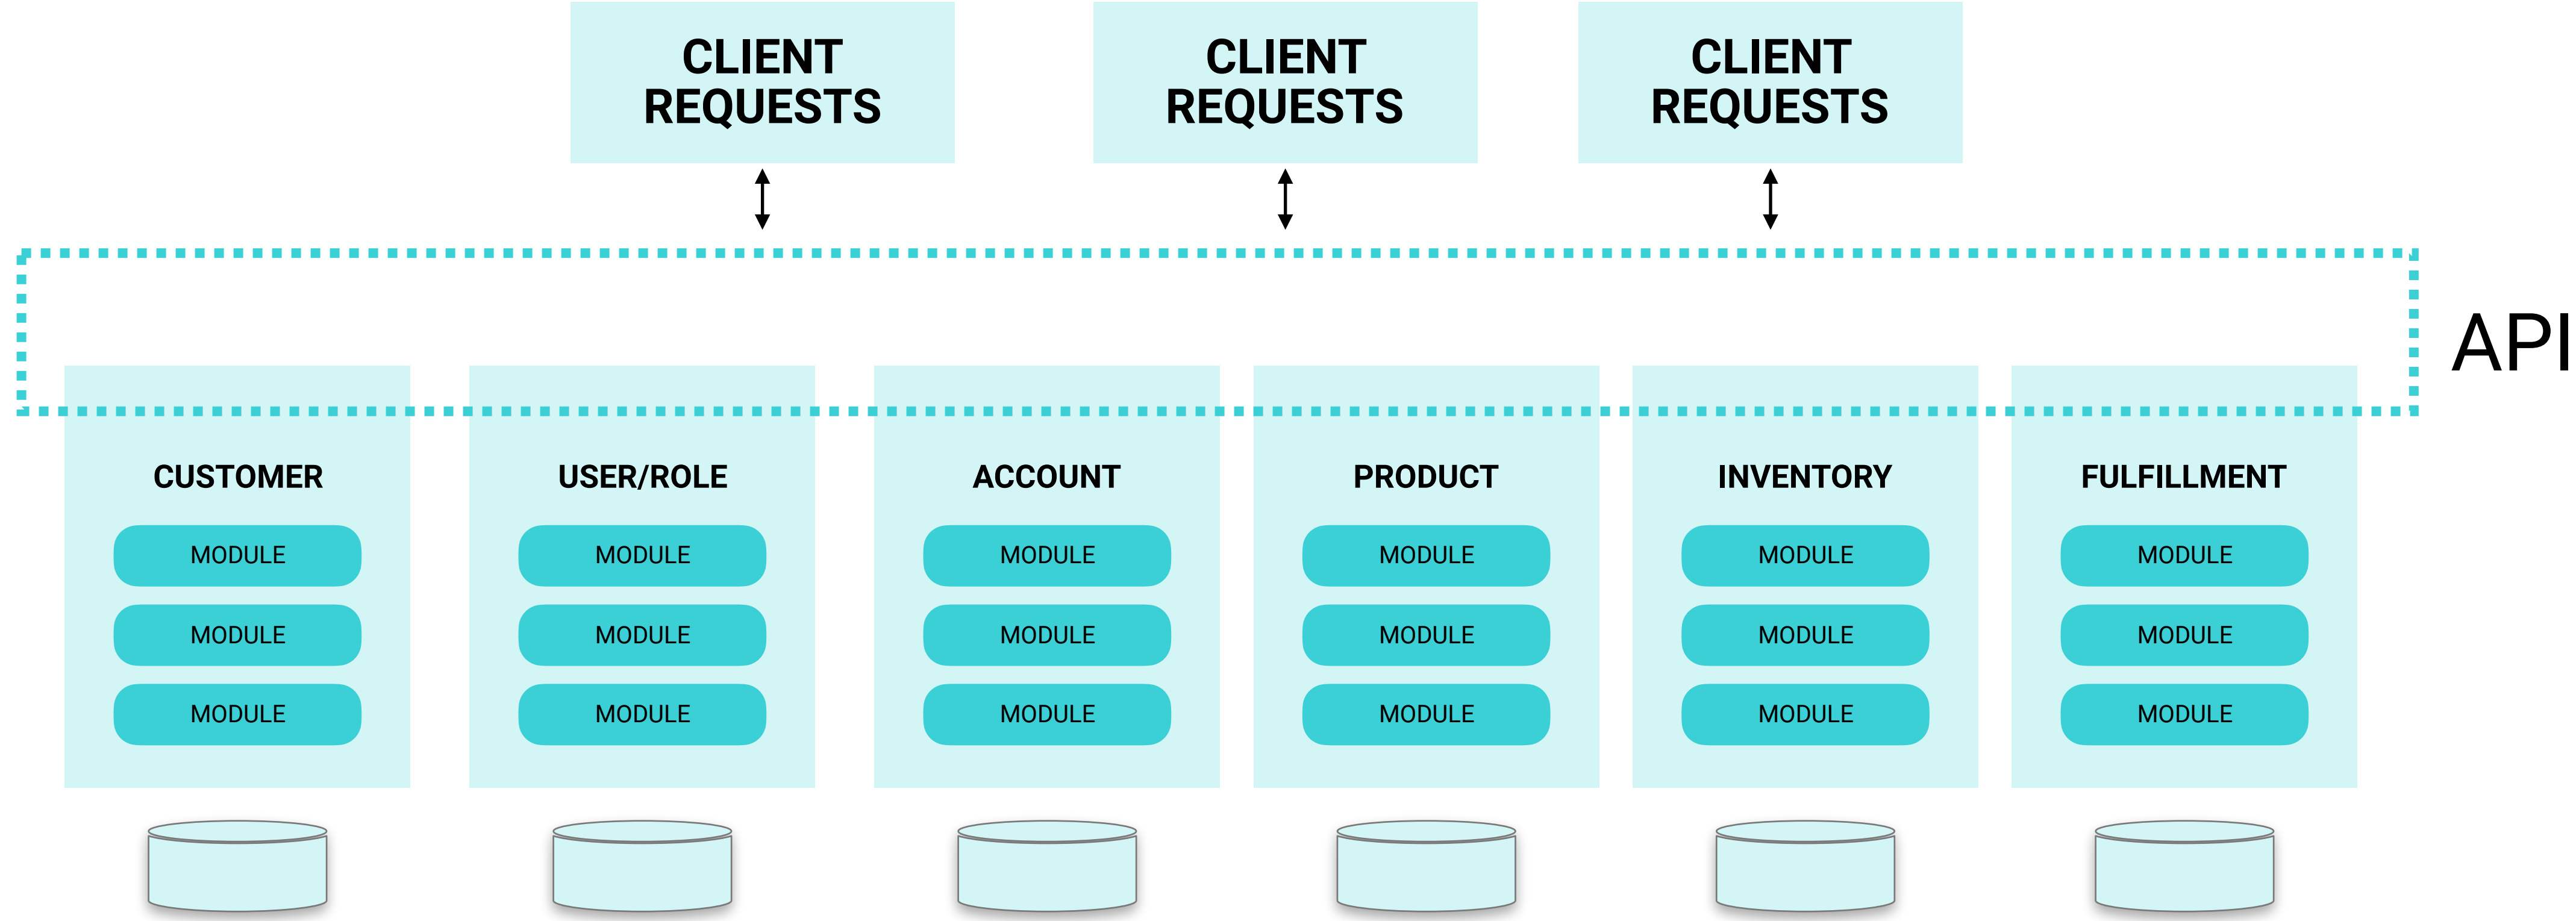 CLIENT
REQUESTS
CLIENT
REQUESTS
CLIENT
REQUESTS
API
CUSTOMER
MODULE
MODULE
MODULE
USER/ROLE
MODULE
MODULE
MODULE
ACCOUNT
MODULE
MODULE
MODULE
PRODUCT
MODULE
MODULE
MODULE
INVENTORY
MODULE
MODULE
MODULE
FULFILLMENT
MODULE
MODULE
MODULE